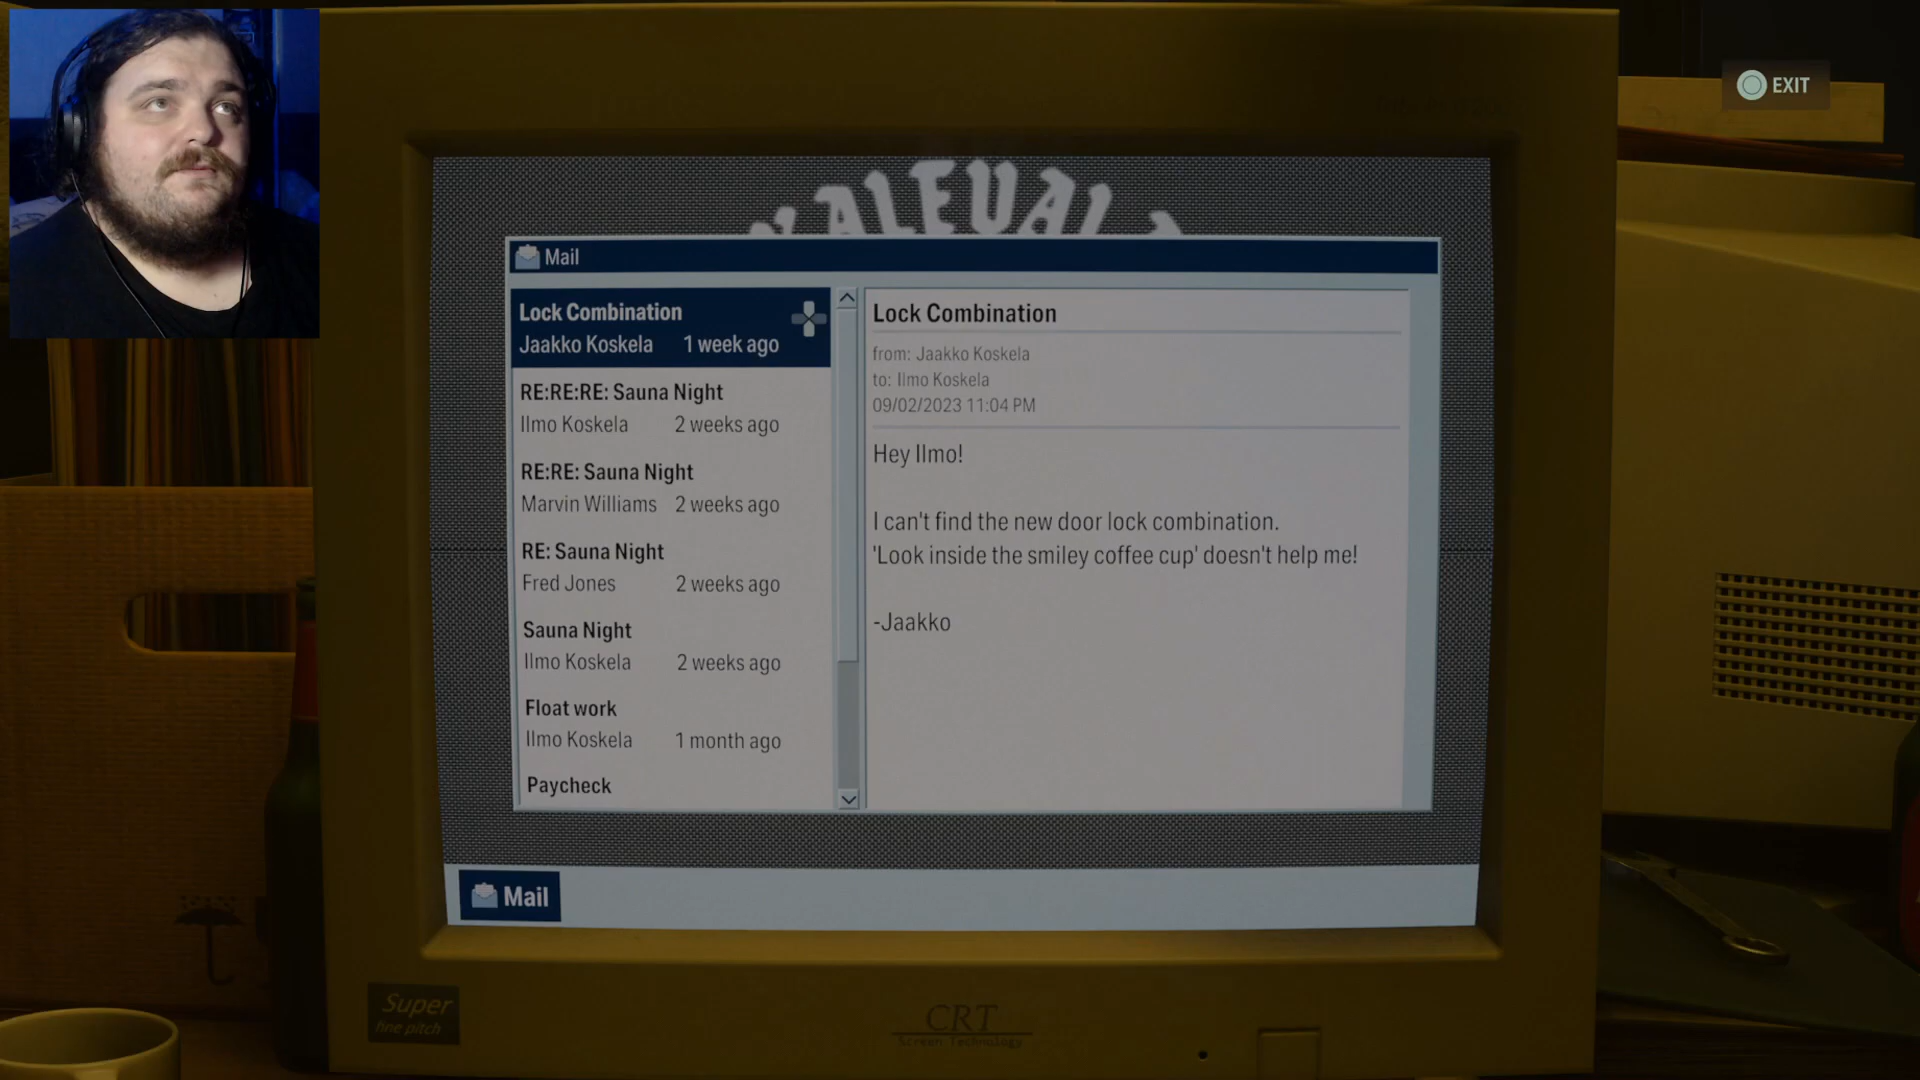 EXIT
Mail
Lock Combination
Jaakko Koskela 1 week ago
RE:RE:RE: Sauna Night
Ilmo Koskela 2 weeks ago
RE:RE: Sauna Night
Marvin Williams 2 weeks ago
RE: Sauna Night
Fred Jones 2 weeks ago
Sauna Night
Ilmo Koskela 2 weeks ago
Float work
Ilmo Koskela 1 month ago
Paycheck
Lock Combination
from: Jaakko Koskela
to: Ilmo Koskela
09/02/2023 11:04 PM
Hey Ilmo!
I can't find the new door lock combination.
'Look inside the smiley coffee cup' doesn't help me!
-Jaakko
Mail
Super
fine pitch
CRT
Screen Technology